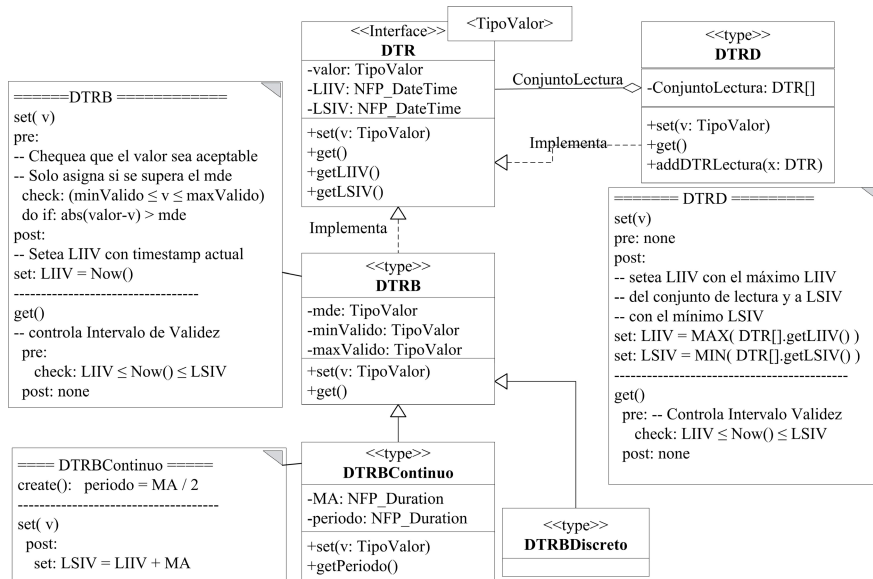 <<Interface>>
DTR
<TipoValor>
-valor: TipoValor
-LIIV: NFP_DateTime
-LSIV: NFP_DateTime
+set(v: TipoValor)
+get()
+getLIIV()
+getLSIV()
ConjuntoLectura
Implementa
<<type>>
DTRD
-ConjuntoLectura: DTR[]
+set(v: TipoValor)
+get()
+addDTRLectura(x: DTR)
======DTRB ============
set( v)
pre:
-- Chequea que el valor sea aceptable
-- Solo asigna si se supera el mde
check: (minValido ≤ v ≤ maxValido)
do if: abs(valor-v) > mde
post:
-- Setea LIIV con timestamp actual
set: LIIV = Now()
----------------------------------
get()
-- controla Intervalo de Validez
pre:
check: LIIV ≤ Now() ≤ LSIV
post: none
Implementa
<<type>>
DTRB
-mde: TipoValor
-minValido: TipoValor
-maxValido: TipoValor
+set(v: TipoValor)
+get()
======= DTRD =========
set(v)
pre: none
post:
-- setea LIIV con el máximo LIIV
-- del conjunto de lectura y a LSIV
-- con el mínimo LSIV
set: LIIV = MAX( DTR[].getLIIV() )
set: LSIV = MIN( DTR[].getLSIV() )
-------------------------------------------
get()
pre: -- Controla Intervalo Validez
check: LIIV ≤ Now() ≤ LSIV
post: none
==== DTRBContinuo =====
create(): periodo = MA / 2
-------------------------------------
set( v)
post:
set: LSIV = LIIV + MA
<<type>>
DTRBContinuo
-MA: NFP_Duration
-periodo: NFP_Duration
+set(v: TipoValor)
+getPeriodo()
<<type>>
DTRBDiscreto